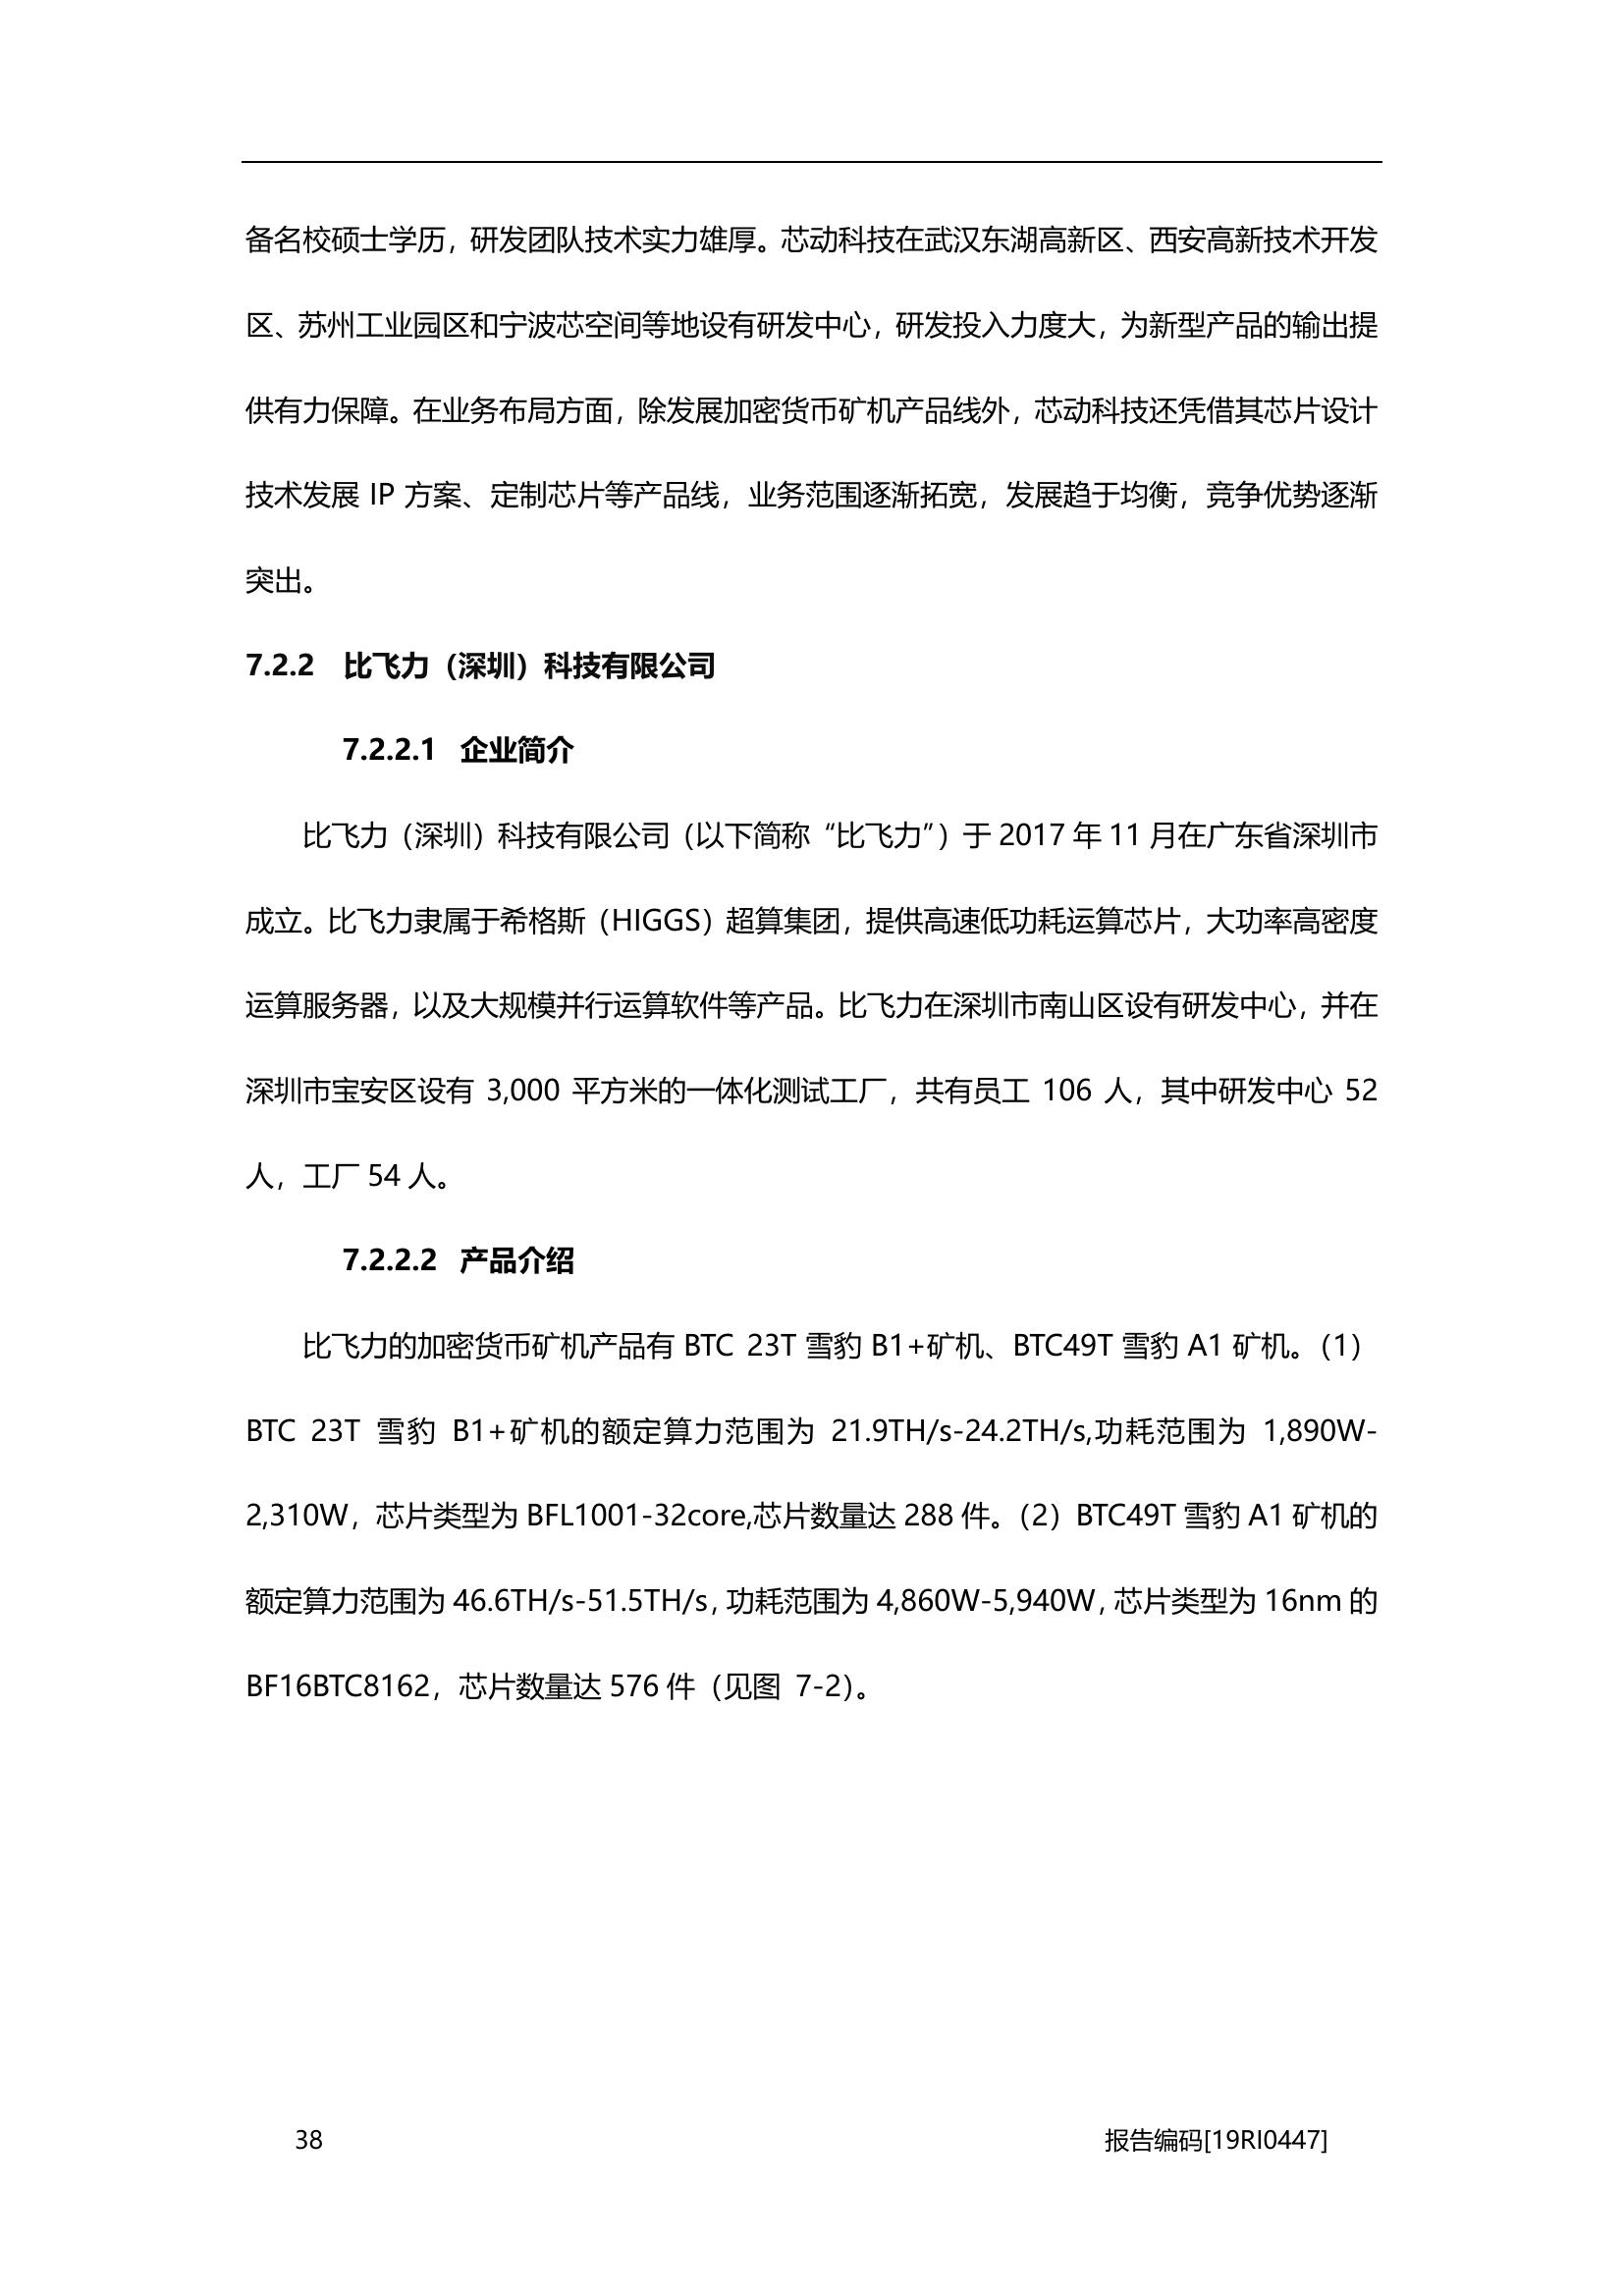 备名校硕士学历，研发团队技术实力雄厚。芯动科技在武汉东湖高新区、西安高新技术开发
区、苏州工业园区和宁波芯空间等地设有研发中心，研发投入力度大，为新型产品的输出提
供有力保障。在业务布局方面，除发展加密货币矿机产品线外，芯动科技还凭借其芯片设计
技术发展 IP 方案、定制芯片等产品线，业务范围逐渐拓宽，发展趋于均衡，竞争优势逐渐
突出。
7.2.2 比飞力（深圳）科技有限公司
7.2.2.1 企业简介
比飞力（深圳）科技有限公司（以下简称“比飞力”）于 2017 年 11 月在广东省深圳市
成立。比飞力隶属于希格斯（HIGGS）超算集团，提供高速低功耗运算芯片，大功率高密度
运算服务器，以及大规模并行运算软件等产品。比飞力在深圳市南山区设有研发中心，并在
深圳市宝安区设有 3,000 平方米的一体化测试工厂，共有员工 106 人，其中研发中心 52
人，工厂 54 人。
7.2.2.2 产品介绍
比飞力的加密货币矿机产品有 BTC 23T 雪豹 B1+矿机、BTC49T 雪豹 A1 矿机。（1）
BTC 23T 雪豹 B1+矿机的额定算力范围为 21.9TH/s-24.2TH/s,功耗范围为 1,890W-
2,310W，芯片类型为 BFL1001-32core,芯片数量达 288 件。（2）BTC49T 雪豹 A1 矿机的
额定算力范围为 46.6TH/s-51.5TH/s，功耗范围为 4,860W-5,940W，芯片类型为 16nm 的
BF16BTC8162，芯片数量达 576 件（见图 7-2）。
38 报告编码[19RI0447]